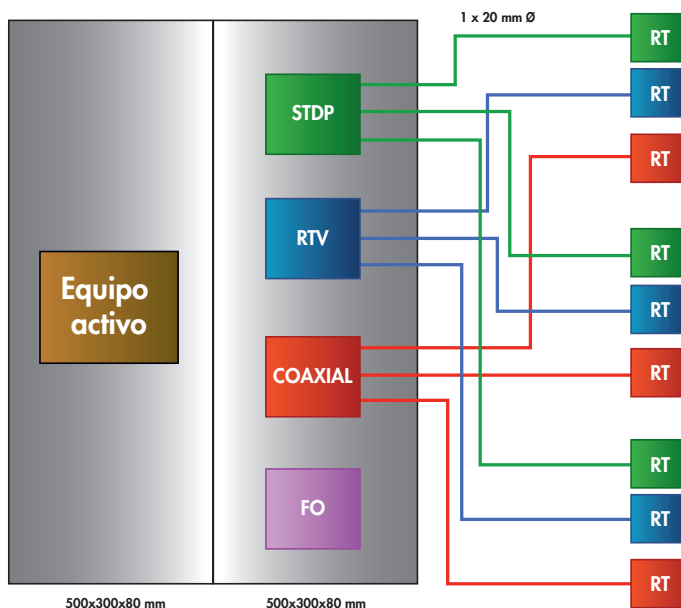 1 x 20 mm Ø
RT
RT
RT
RT
RT
RT
RT
RT
RT
STDP
RTV
Equipo
activo
COAXIAL
FO
500x300x80 mm
500x300x80 mm